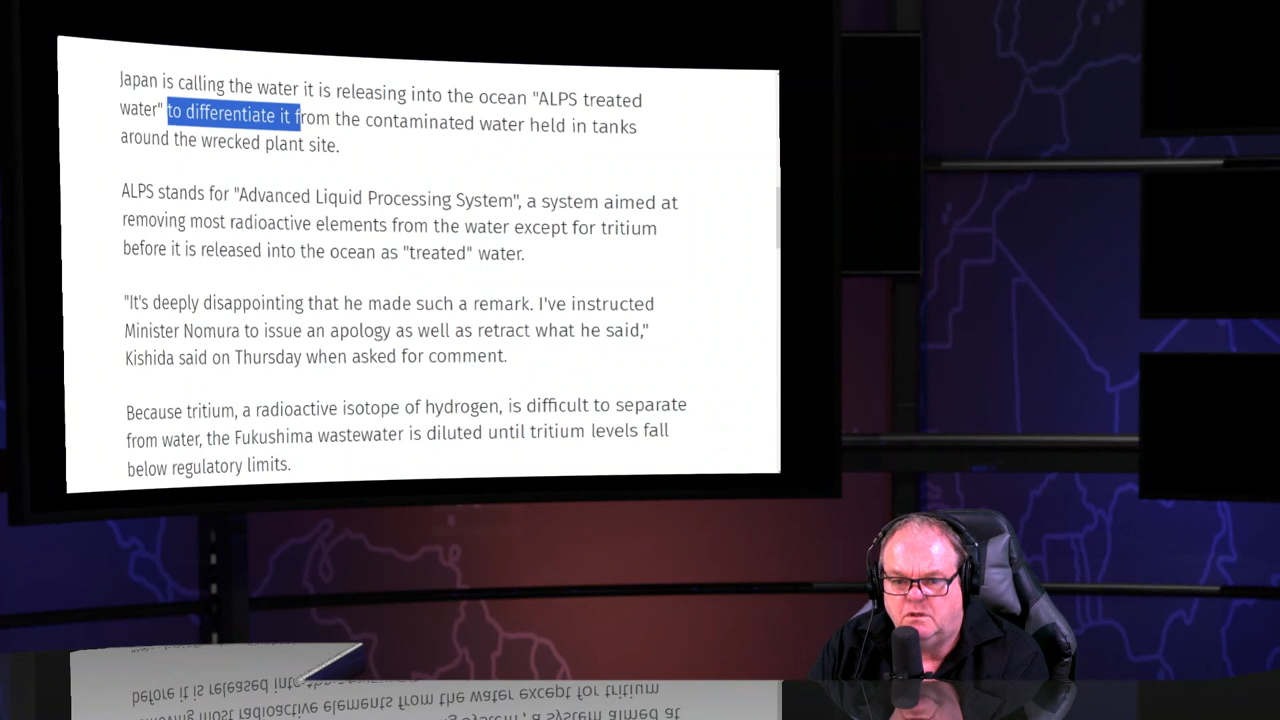 Japan is calling the water it is releasing into the ocean "ALPS treated
water" to differentiate it from the contaminated water held in tanks
around the wrecked plant site.
ALPS stands for "Advanced Liquid Processing System", a system aimed at
removing most radioactive elements from the water except for tritium
before it is released into the ocean as "treated" water.
"It's deeply disappointing that he made such a remark. I've instructed
Minister Nomura to issue an apology as well as retract what he said,"
Kishida said on Thursday when asked for comment.
Because tritium, a radioactive isotope of hydrogen, is difficult to separate
from water, the Fukushima wastewater is diluted until tritium levels fall
below regulatory limits.